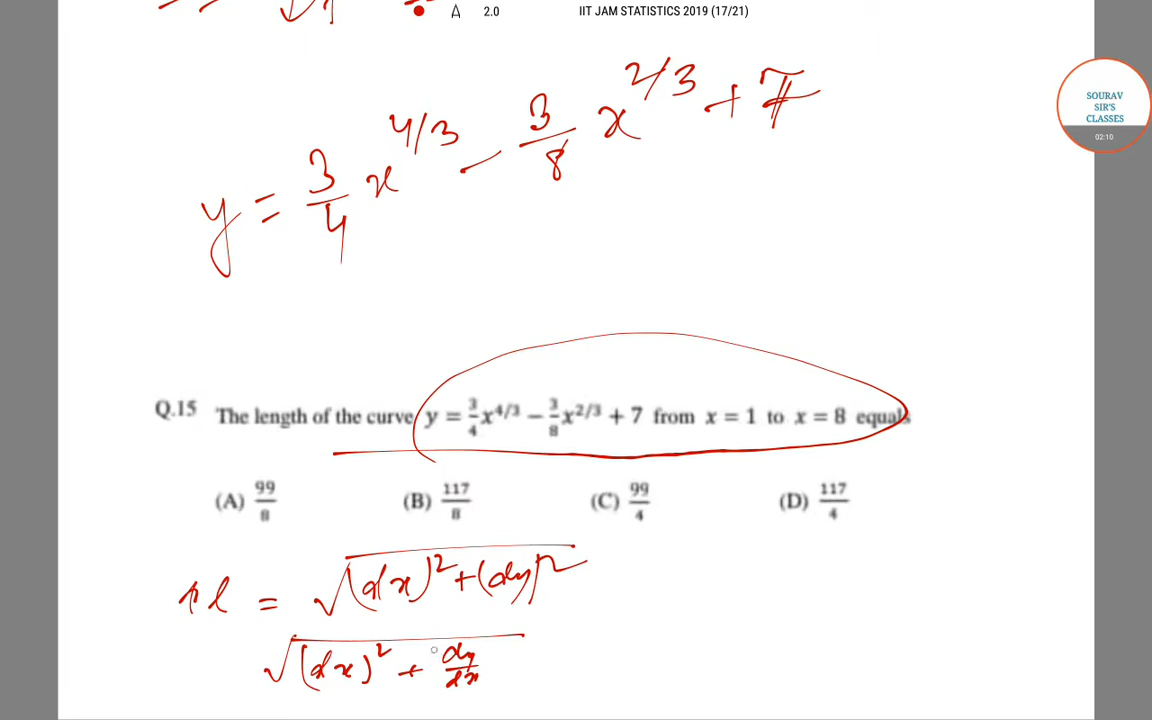 A 2.0 IIT JAM STATISTICS 2019 (17/21)
SOURAV
SIR'S
CLASSES
02:10
y = 3/4 x^4/3 - 3/8 x^2/3 + 7
Q.15 The length of the curve y = 3/4 x^4/3 − 3/8 x^2/3 + 7 from x = 1 to x = 8 equals
(A) 99/8 (B) 117/8 (C) 99/4 (D) 117/4
= √(dx)^2 + (dy)^2
√(dx)^2 + dy/dx